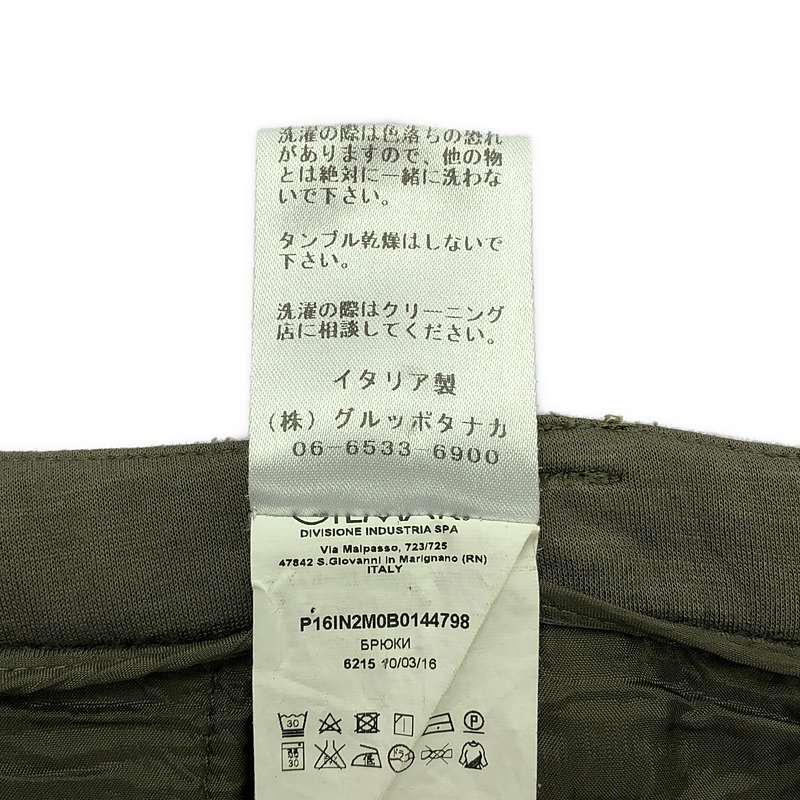 洗濯の際は色落ちの恐れ
がありますので、他の物
とは絶対に一緒に洗わな
いで下さい。
タンブル乾燥はしないで
下さい。
洗濯の際はクリーニング
店に相談してください。
イタリア製
（株）グルッポタナカ
06-6533-6900
DIVISIONE INDUSTRIA SPA
Via Malpasso, 723/725
47842 S.Giovanni in Marignano (RN)
ITALY
P16IN2M0B0144798
БРЮКИ
6215 10/03/16
30 P
30 ドライ